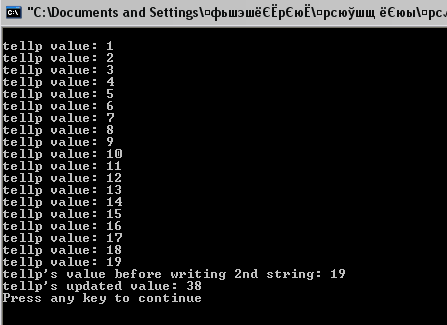 "C:\Documents and Settings\¤фьшэшёЄЁрЄюЁ\¤рсюўшщ ёЄюы\¤рс
tellp value: 1
tellp value: 2
tellp value: 3
tellp value: 4
tellp value: 5
tellp value: 6
tellp value: 7
tellp value: 8
tellp value: 9
tellp value: 10
tellp value: 11
tellp value: 12
tellp value: 13
tellp value: 14
tellp value: 15
tellp value: 16
tellp value: 17
tellp value: 18
tellp value: 19
tellp's value before writing 2nd string: 19
tellp's updated value: 38
Press any key to continue